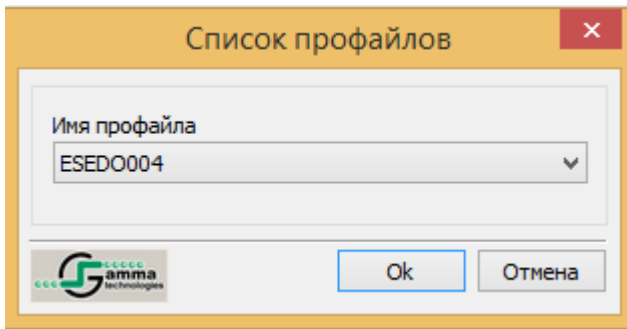 Список профайлов
Имя профайла
ESEDO004
Gamma
technologies
Ok
Отмена